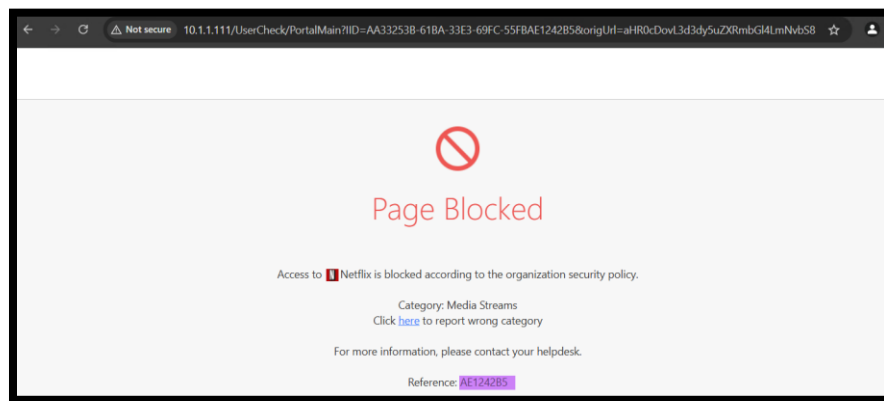 Not secure 10.1.1.111/UserCheck/PortalMain?IID=AA33253B-61BA-33E3-69FC-55FBAE1242B5&origUrl=aHR0cDovL3d3dy5uZXRmbGl4LmNvbS8
Page Blocked
Access to Netflix is blocked according to the organization security policy.
Category: Media Streams
Click here to report wrong category
For more information, please contact your helpdesk.
Reference: AE1242B5